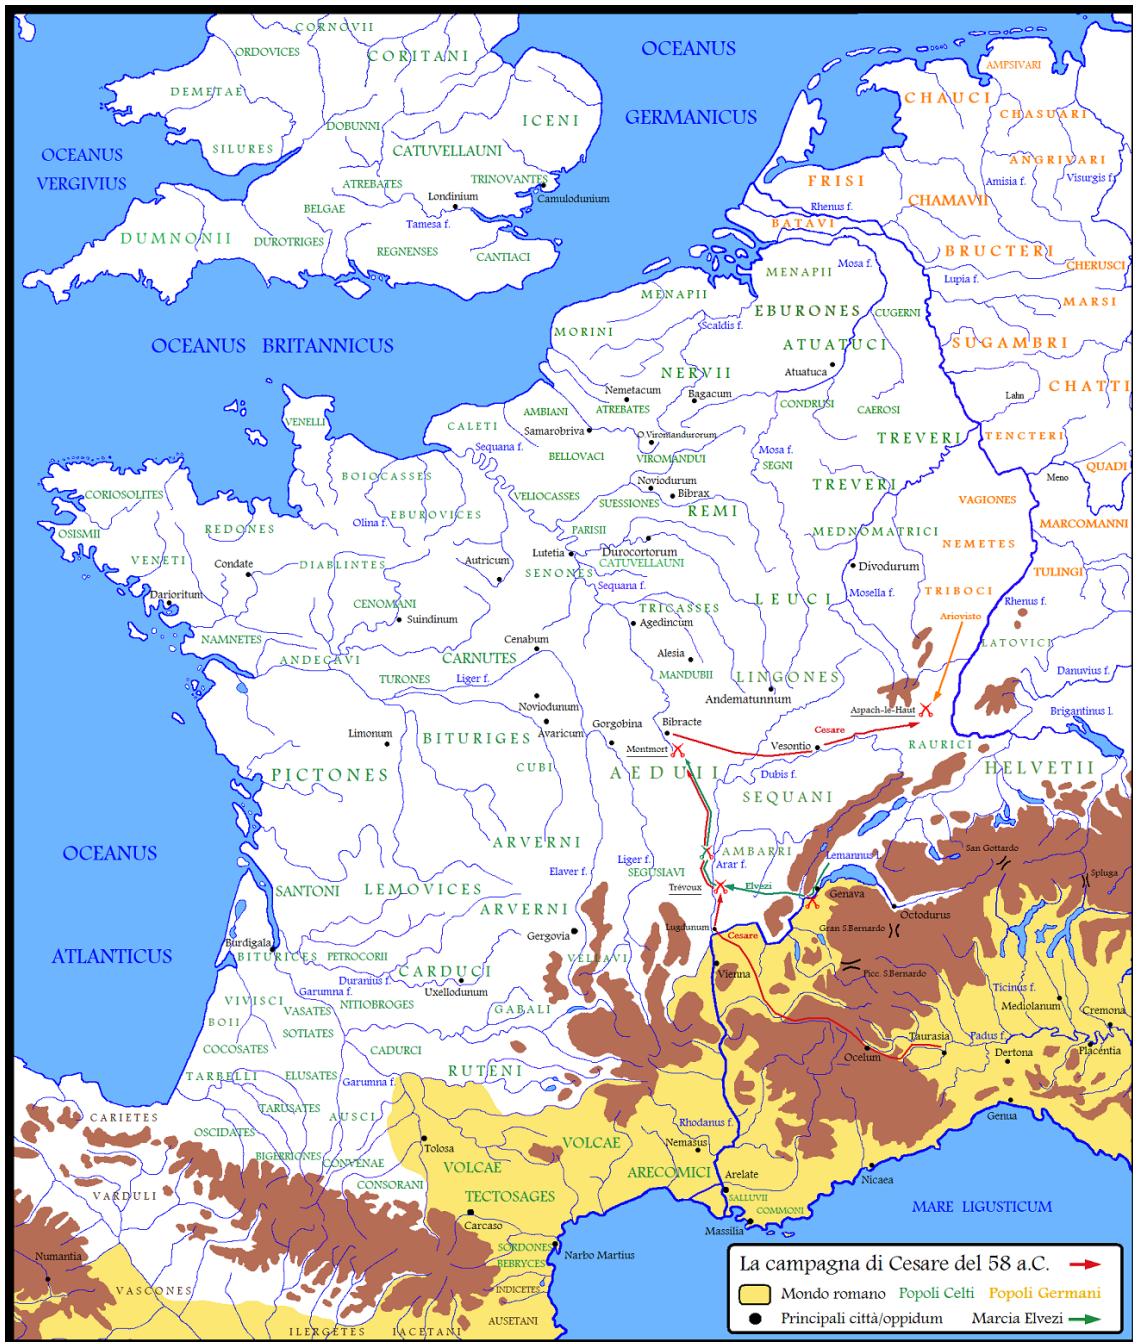 CORNOVII
ORDOVICES
CORITANI
DEMETAE
ICENI
DOBUNNI
SILURES
CATUVELLAUNI
ATREBATES
TRINOVANTES
Londinium
Camulodunium
BELGAE
Tamesa f.
DUMNONII
DUROTRIGES
REGNENSES
CANTIACI
OCEANUS
VERGIVIUS
OCEANUS
GERMANICUS
OCEANUS BRITANNICUS
AMPSIVARI
CHAUCI
CHASUARI
ANGRIVARI
FRISI
Amisia f.
Visurgis f.
Rhenus f.
CHAMAVII
BATAVI
BRUCTERI
CHERUSCI
Lupia f.
MARSI
SUGAMBRI
CHATTI
Lahn
TENCTERI
QUADI
Meno
VAGIONES
MARCOMANNI
NEMETES
TULINGI
TRIBOCI
Rhenus f.
Ariovisto
LATOVICI
Danuvius f.
Brigantinus l.
MENAPII
Mosa f.
MENAPII
EBURONES
CUGERNI
Scaldis f.
MORINI
ATUATUCI
NERVII
Atuatuca
Nemetacum
Bagacum
AMBIANI
ATREBATES
CONDRUSI
CAEROSI
CALETI
Samarobriva
O.Viromandurorum
TREVERI
Sequana f.
BELLOVACI
VIROMANDUI
Mosa f.
SEGNI
VENELLI
BOIOCASSES
VELIOCASSES
Noviodurum
Bibrax
SUESSIONES
REMI
TREVERI
CORIOSOLITES
EBUROVICES
Olina f.
PARISII
OSISMII
REDONES
Durocortorum
CATUVELLAUNI
MEDNOMATRICI
VENETI
Condate
DIABLINTES
Autricum
Lutetia
SENONES
Divodurum
Sequana f.
Mosella f.
Darioritum
CENOMANI
Suindinum
TRICASSES
LEUCI
Agedincum
NAMNETES
ANDECAVI
Cenabum
CARNUTES
Alesia
MANDUBII
LINGONES
TURONES
Liger f.
Andematunnum
Noviodunum
Avaricum
Gorgobina
Bibracte
Aspach-le-Haut
Cesare
Limonum
BITURIGES
Montmort
Vesontio
RAURICI
PICTONES
CUBI
AEDUII
Dubis f.
HELVETII
SEQUANI
ARVERNI
AMBARRI
Arar f.
Lemannus l.
San Gottardo
Spluga
Elaver f.
Liger f.
SEGUSIAVI
OCEANUS
SANTONI
LEMOVICES
Trévoux
Elvezi
Genava
Octodurus
ARVERNI
Gergovia
Lugdunum
Cesare
Gran S.Bernardo
ATLANTICUS
Burdigala
BITURICES
PETROCORII
VELLAVI
Vienna
Picc. S.Bernardo
CARDUCI
Duranius f.
Uxellodunum
Garumna f.
NITIOBROGES
Ticinus f.
Mediolanum
VIVISCI
VASATES
GABALI
Cremona
BOII
SOTIATES
Taurasia
Padus f.
COCOSATES
CADURCI
Ocelum
Dertona
Placentia
TARBELLI
ELUSATES
Garumna f.
RUTENI
Genua
CARIETES
TARUSATES
AUSCI
Rhodanus f.
OSCIDATES
Tolosa
VOLCAE
Nemasus
BIGERRIONES
CONVENAE
VOLCAE
ARECOMICI
Arelate
Nicaea
VARDULI
CONSORANI
TECTOSAGES
SALLUVII
COMMONI
MARE LIGUSTICUM
Carcaso
Massilia
Numantia
SORDONES
Narbo Martius
BEBRYCES
VASCONES
INDICETES
AUSETANI
ILERGETES
IACETANI
La campagna di Cesare del 58 a.C.
Mondo romano Popoli Celti Popoli Germani
Principali città/oppidum Marcia Elvezi